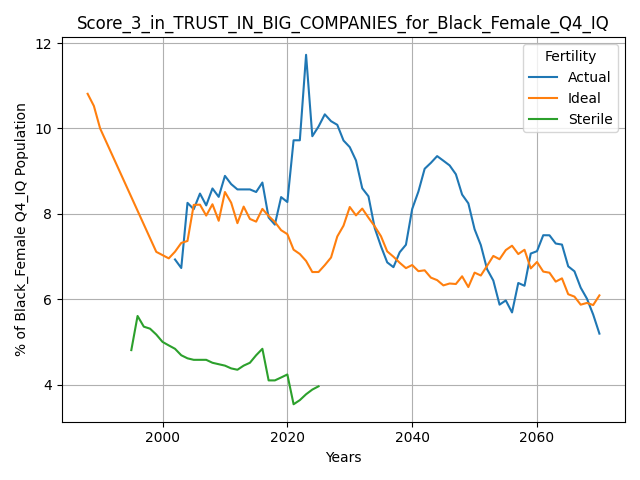 Score_3_in_TRUST_IN_BIG_COMPANIES_for_Black_Female_Q4_IQ
Fertility
Actual
Ideal
Sterile
% of Black_Female Q4_IQ Population
12
10
8
6
4
2000
2020
2040
2060
Years